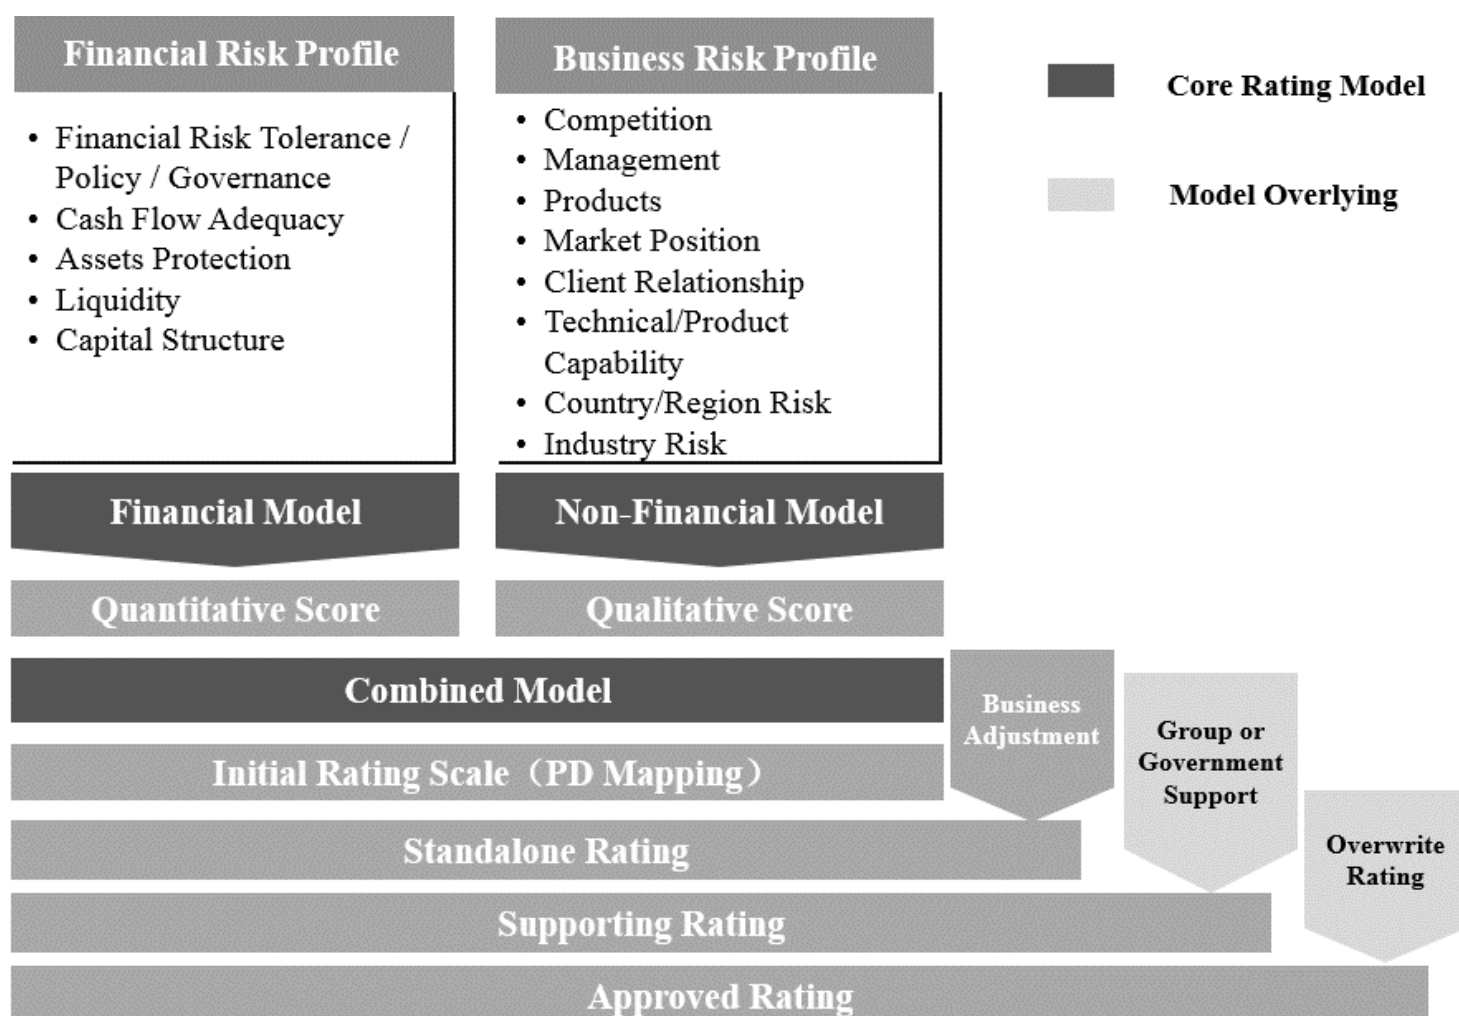 Financial Risk Profile
• Financial Risk Tolerance /
Policy / Governance
• Cash Flow Adequacy
• Assets Protection
• Liquidity
• Capital Structure
Business Risk Profile
• Competition
• Management
• Products
• Market Position
• Client Relationship
• Technical/Product
Capability
• Country/Region Risk
• Industry Risk
Core Rating Model
Model Overlying
Financial Model
Non-Financial Model
Quantitative Score
Qualitative Score
Combined Model
Initial Rating Scale（PD Mapping）
Business
Adjustment
Group or
Government
Support
Overwrite
Rating
Standalone Rating
Supporting Rating
Approved Rating